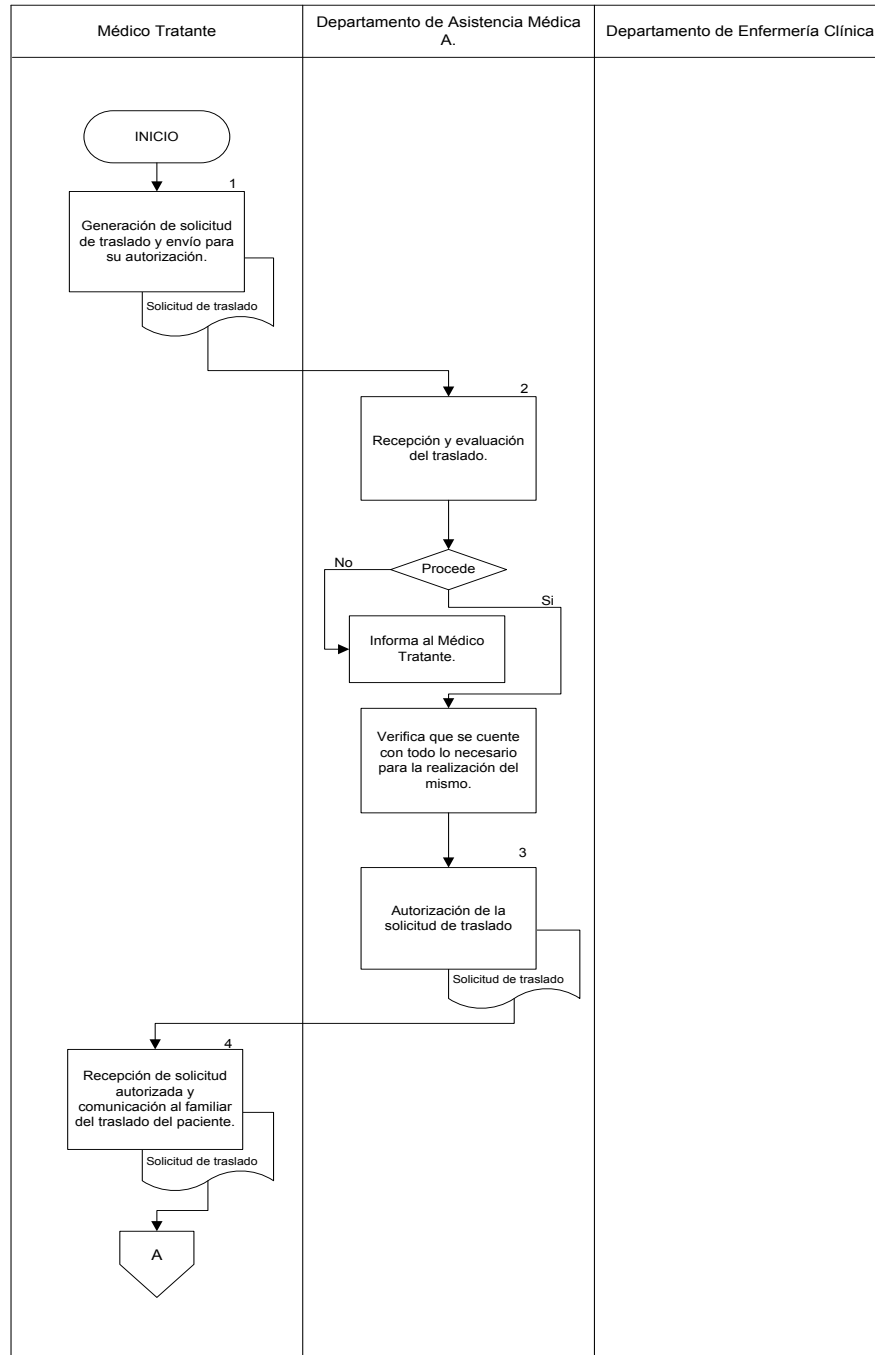 Médico Tratante
Departamento de Asistencia Médica
A.
Departamento de Enfermería Clínica
INICIO
1
Generación de solicitud
de traslado y envío para
su autorización.
Solicitud de traslado
2
Recepción y evaluación
del traslado.
Procede
No
Si
Informa al Médico
Tratante.
Verifica que se cuente
con todo lo necesario
para la realización del
mismo.
3
Autorización de la
solicitud de traslado
Solicitud de traslado
4
Recepción de solicitud
autorizada y
comunicación al familiar
del traslado del paciente.
Solicitud de traslado
A